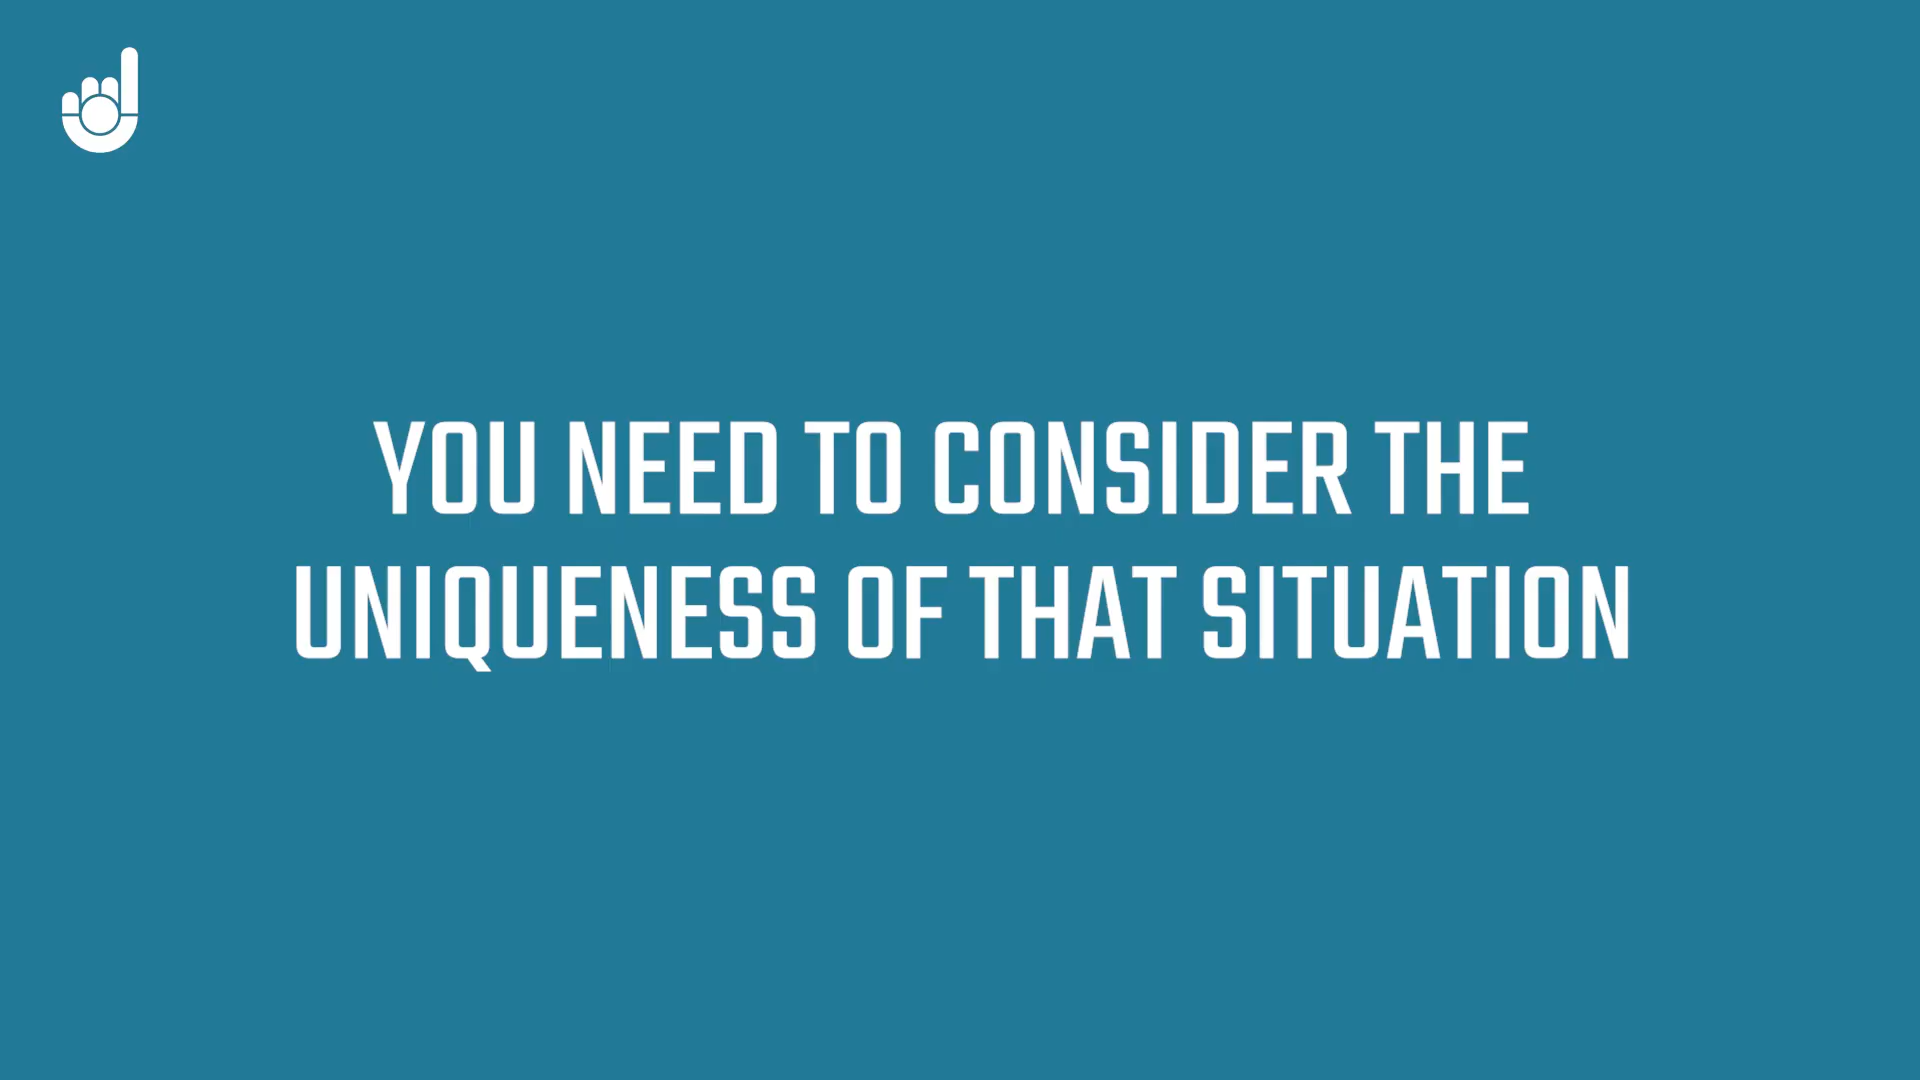 YOU NEED TO CONSIDER THE
UNIQUENESS OF THAT SITUATION